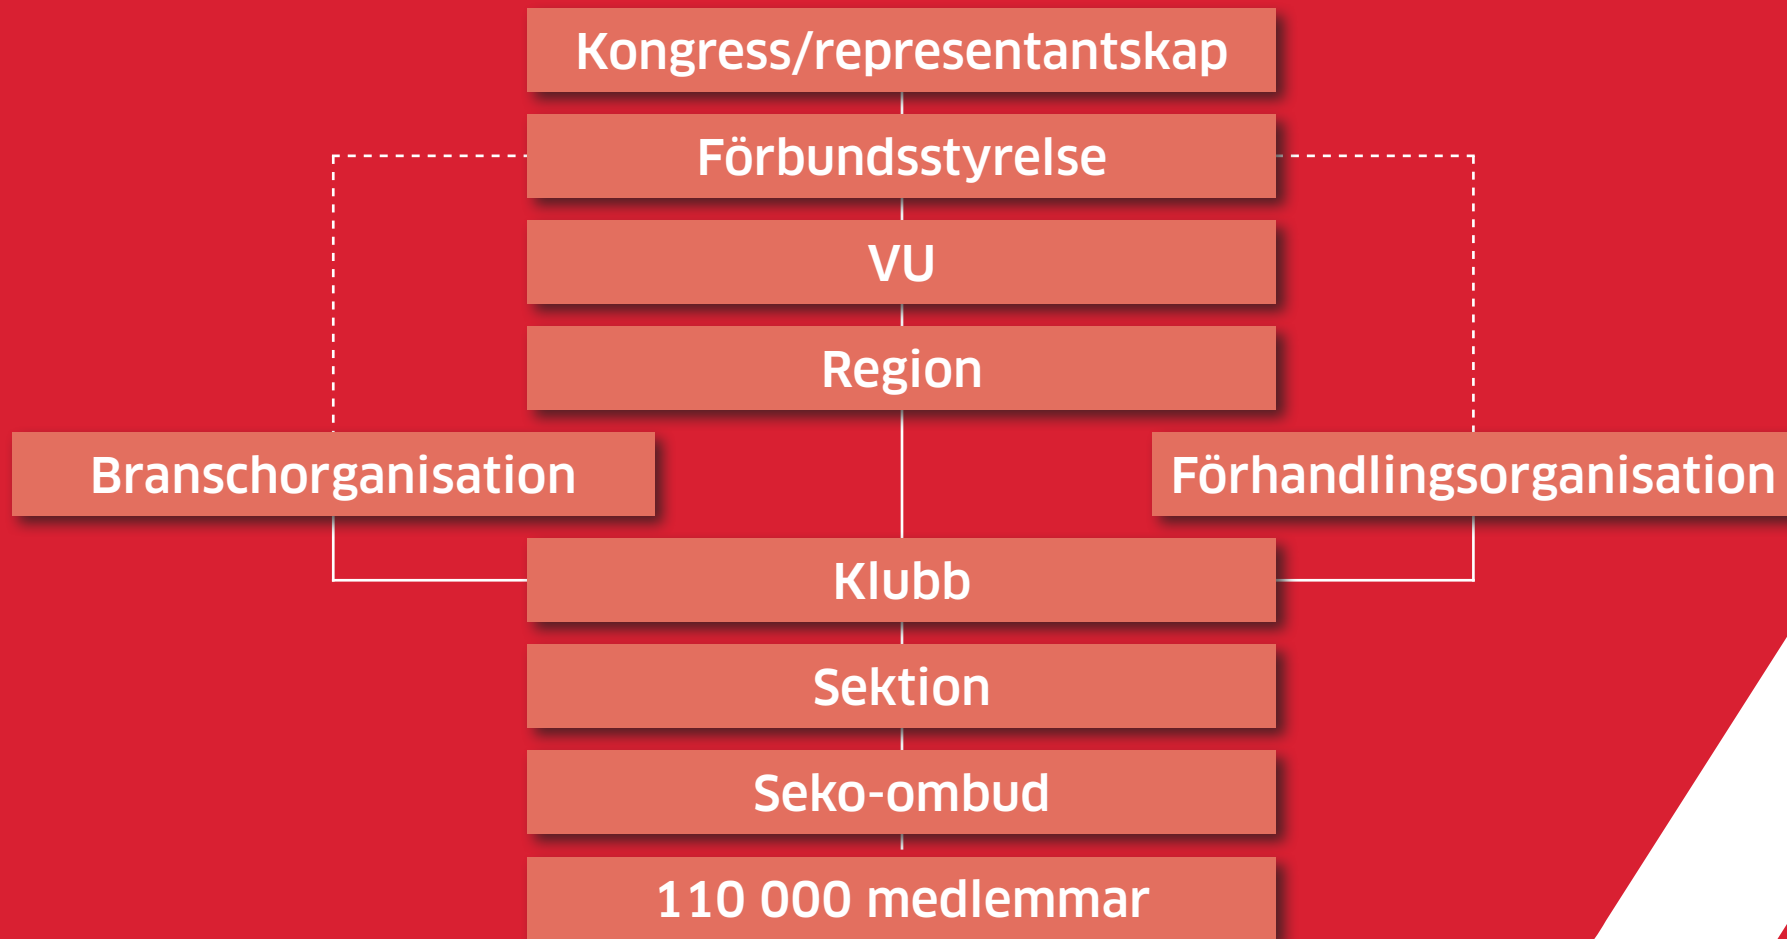 Kongress/representantskap
Förbundsstyrelse
VU
Region
Branschorganisation
Förhandlingsorganisation
Klubb
Sektion
Seko-ombud
110 000 medlemmar